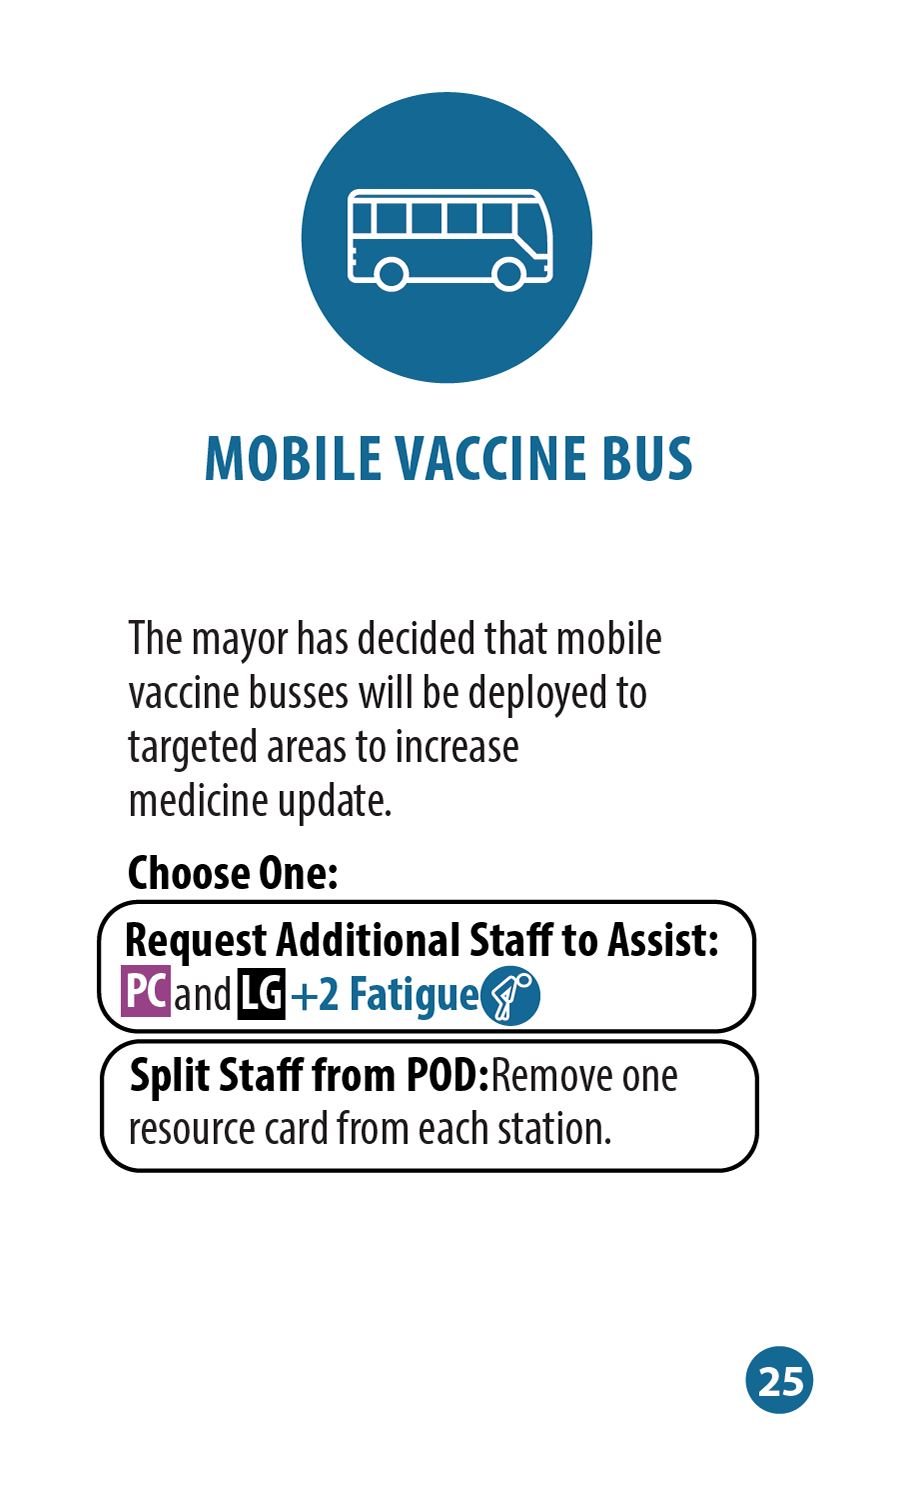 MOBILE VACCINE BUS
The mayor has decided that mobile
vaccine busses will be deployed to
targeted areas to increase
medicine update.
Choose One:
Request Additional Staff to Assist:
PC and LG +2 Fatigue
Split Staff from POD:Remove one
resource card from each station.
25